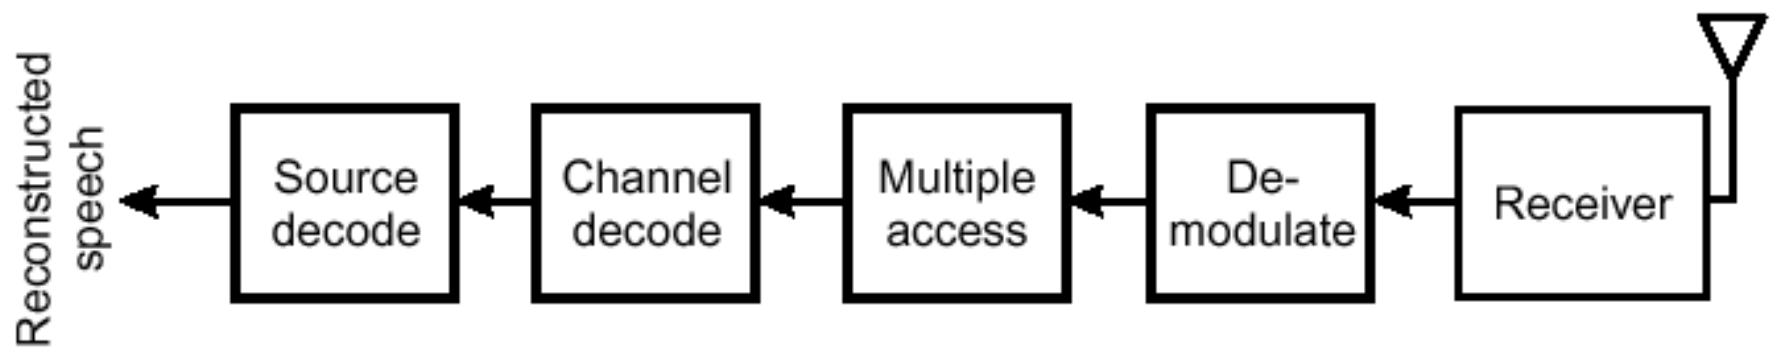 Reconstructed
speech
Source
decode
Channel
decode
Multiple
access
De-
modulate
Receiver